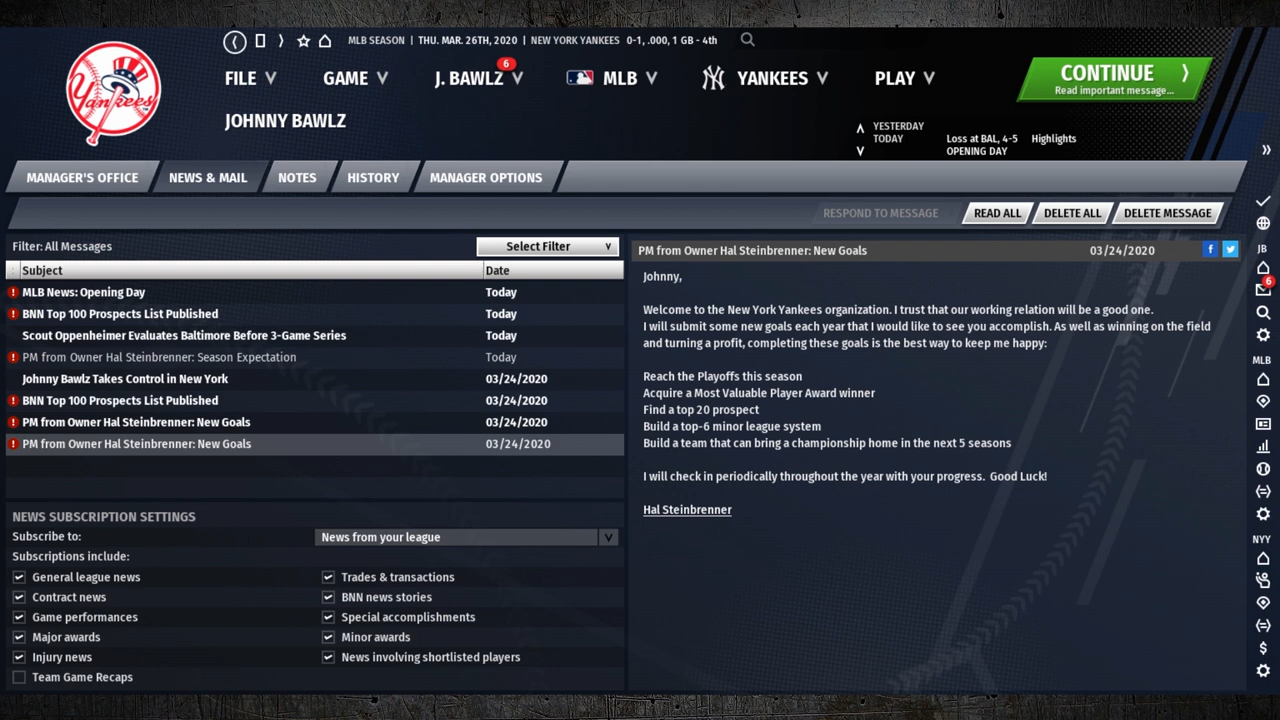 MLB SEASON | THU. MAR. 26TH, 2020 | NEW YORK YANKEES 0-1, .000, 1 GB - 4th
FILE GAME J. BAWLZ 6 MLB YANKEES PLAY
CONTINUE
Read important message...
Yankees
JOHNNY BAWLZ
YESTERDAY
TODAY
Loss at BAL, 4-5 Highlights
OPENING DAY
MANAGER'S OFFICE NEWS & MAIL NOTES HISTORY MANAGER OPTIONS
RESPOND TO MESSAGE READ ALL DELETE ALL DELETE MESSAGE
Filter: All Messages Select Filter
Subject Date
MLB News: Opening Day Today
BNN Top 100 Prospects List Published Today
Scout Oppenheimer Evaluates Baltimore Before 3-Game Series Today
PM from Owner Hal Steinbrenner: Season Expectation Today
Johnny Bawlz Takes Control in New York 03/24/2020
BNN Top 100 Prospects List Published 03/24/2020
PM from Owner Hal Steinbrenner: New Goals 03/24/2020
PM from Owner Hal Steinbrenner: New Goals 03/24/2020
NEWS SUBSCRIPTION SETTINGS
Subscribe to: News from your league
Subscriptions include:
General league news Trades & transactions
Contract news BNN news stories
Game performances Special accomplishments
Major awards Minor awards
Injury news News involving shortlisted players
Team Game Recaps
PM from Owner Hal Steinbrenner: New Goals 03/24/2020
Johnny,
Welcome to the New York Yankees organization. I trust that our working relation will be a good one.
I will submit some new goals each year that I would like to see you accomplish. As well as winning on the field
and turning a profit, completing these goals is the best way to keep me happy:
Reach the Playoffs this season
Acquire a Most Valuable Player Award winner
Find a top 20 prospect
Build a top-6 minor league system
Build a team that can bring a championship home in the next 5 seasons
I will check in periodically throughout the year with your progress. Good Luck!
Hal Steinbrenner
JB
6
MLB
NYY